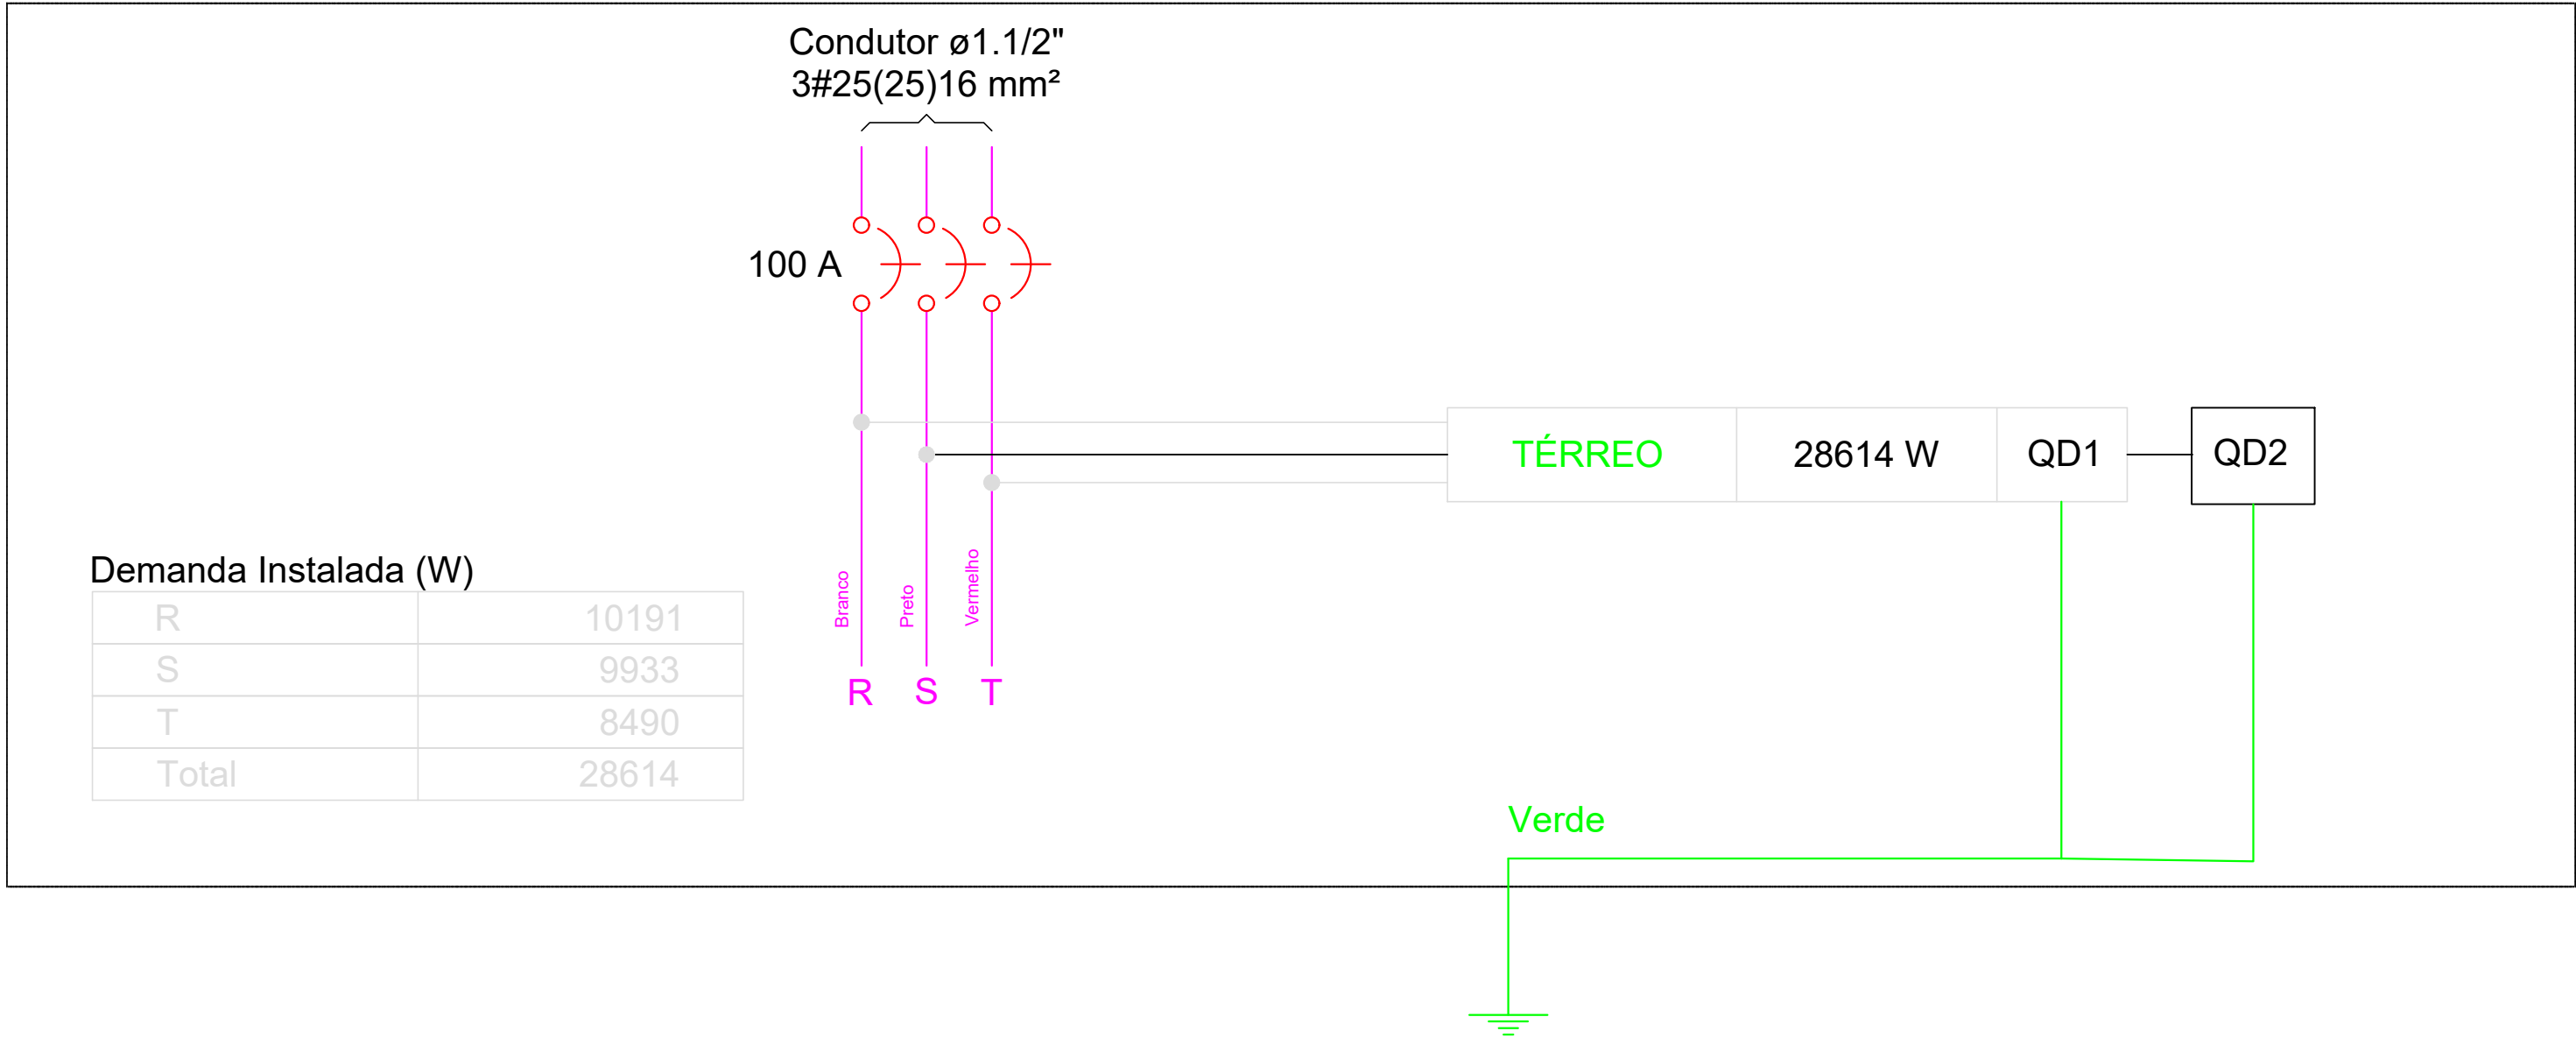 Condutor ø1.1/2"
3#25(25)16 mm²
100 A
TÉRREO
28614 W
QD1
QD2
Demanda Instalada (W)
R 10191
S 9933
T 8490
Total 28614
Branco
Preto
Vermelho
R
S
T
Verde